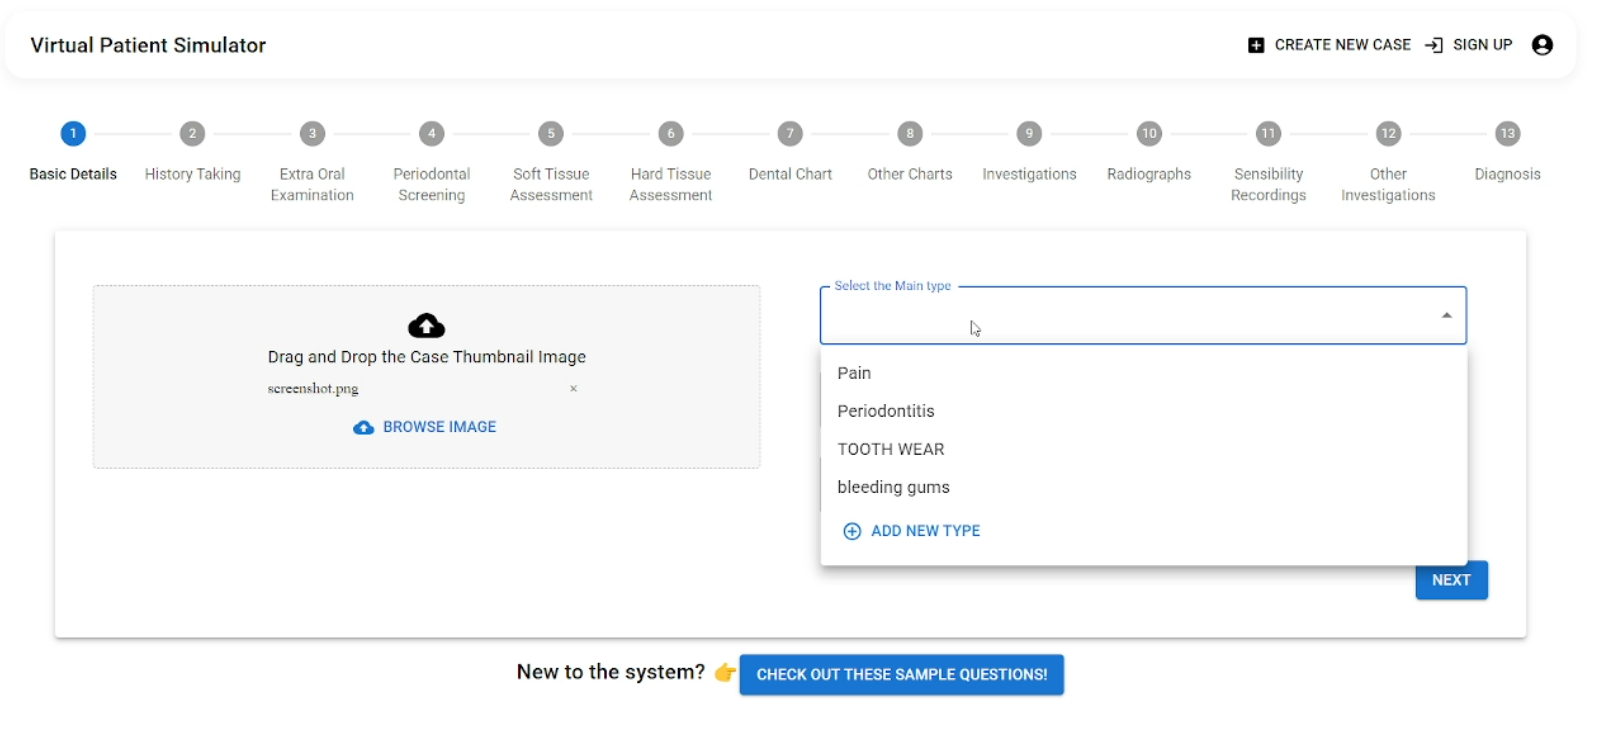 Virtual Patient Simulator
CREATE NEW CASE SIGN UP
1 2 3 4 5 6 7 8 9 10 11 12 13
Basic Details
History Taking
Extra Oral
Examination
Periodontal
Screening
Soft Tissue
Assessment
Hard Tissue
Assessment
Dental Chart
Other Charts
Investigations
Radiographs
Sensibility
Recordings
Other
Investigations
Diagnosis
Drag and Drop the Case Thumbnail Image
screenshot.png ×
BROWSE IMAGE
Select the Main type
Pain
Periodontitis
TOOTH WEAR
bleeding gums
ADD NEW TYPE
NEXT
New to the system? 👉 CHECK OUT THESE SAMPLE QUESTIONS!